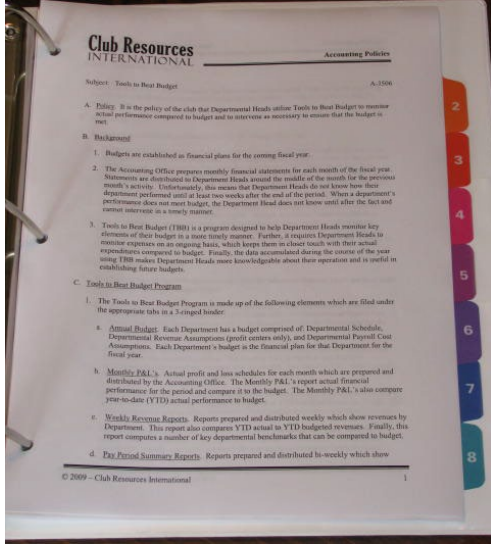 Club Resources
INTERNATIONAL
Accounting Policies
Subject: Tools to Beat Budget
A-3506
A. Policy. It is the policy of the club that Departmental Heads utilize Tools to Beat Budget to monitor
actual performance compared to budget and to intervene as necessary to ensure that the budget is
met.
B. Background
1. Budgets are established as financial plans for the coming fiscal year.
2. The Accounting Office prepares monthly financial statements for each month of the fiscal year.
Statements are distributed to Department Heads around the middle of the month for the previous
month's activity. Unfortunately, this means that Department Heads do not know how their
department performed until at least two weeks after the end of the period. When a department's
performance does not meet budget, the Department Head does not know until after the fact and
cannot intervene in a timely manner.
3. Tools to Beat Budget (TBB) is a program designed to help Department Heads monitor key
elements of their budget in a more timely manner. Further, it requires Department Heads to
monitor expenses on an ongoing basis, which keeps them in closer touch with their actual
expenditures compared to budget. Finally, the data accumulated during the course of the year
using TBB makes Department Heads more knowledgeable about their operation and is useful in
establishing future budgets.
C. Tools to Beat Budget Program
1. The Tools to Beat Budget Program is made up of the following elements which are filed under
the appropriate tabs in a 3-ringed binder:
a. Annual Budget. Each Department has a budget comprised of: Departmental Schedule,
Departmental Revenue Assumptions (profit centers only), and Departmental Payroll Cost
Assumptions. Each Department's budget is the financial plan for that Department for the
fiscal year.
b. Monthly P&L's. Actual profit and loss schedules for each month which are prepared and
distributed by the Accounting Office. The Monthly P&L's report actual financial
performance for the period and compare it to the budget. The Monthly P&L's also compare
year-to-date (YTD) actual performance to budget.
c. Weekly Revenue Reports. Reports prepared and distributed weekly which show revenues by
Department. This report also compares YTD actual to YTD budgeted revenues. Finally, this
report computes a number of key departmental benchmarks that can be compared to budget.
d. Pay Period Summary Reports. Reports prepared and distributed bi-weekly which show
© 2009 – Club Resources International
1
2
3
4
5
6
7
8